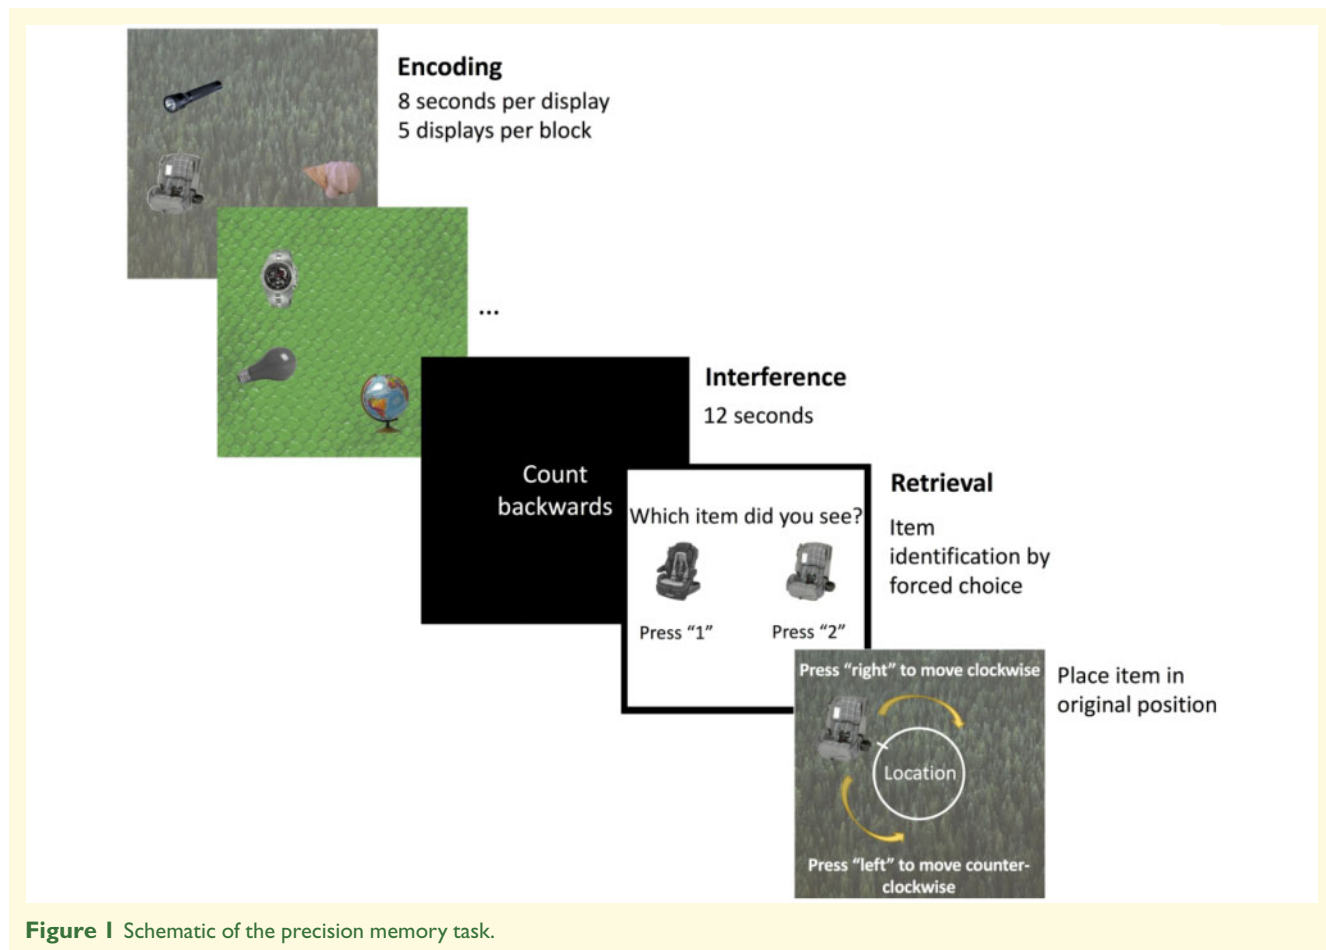 Encoding
8 seconds per display
5 displays per block
...
Interference
12 seconds
Count
backwards
Retrieval
Which item did you see?
Item
identification by
forced choice
Press “1”
Press “2”
Press “right” to move clockwise
Place item in
original position
Location
Press “left” to move counter-
clockwise
Figure 1 Schematic of the precision memory task.